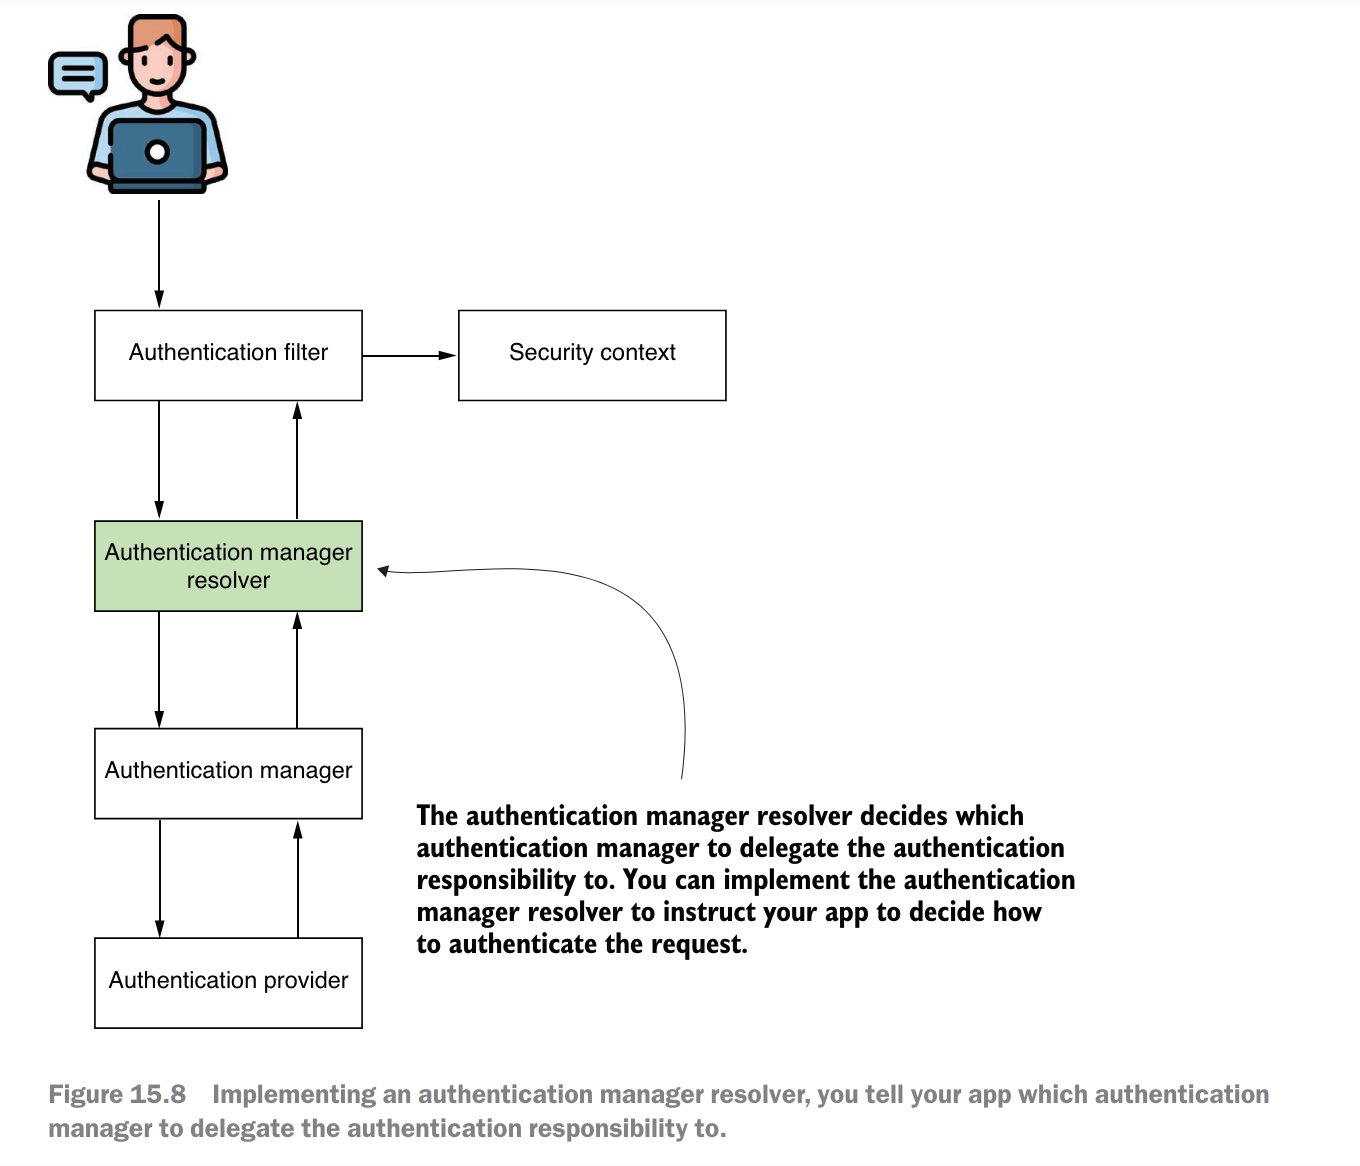 Authentication filter
Security context
Authentication manager
resolver
Authentication manager
The authentication manager resolver decides which
authentication manager to delegate the authentication
responsibility to. You can implement the authentication
manager resolver to instruct your app to decide how
to authenticate the request.
Authentication provider
Figure 15.8 Implementing an authentication manager resolver, you tell your app which authentication
manager to delegate the authentication responsibility to.